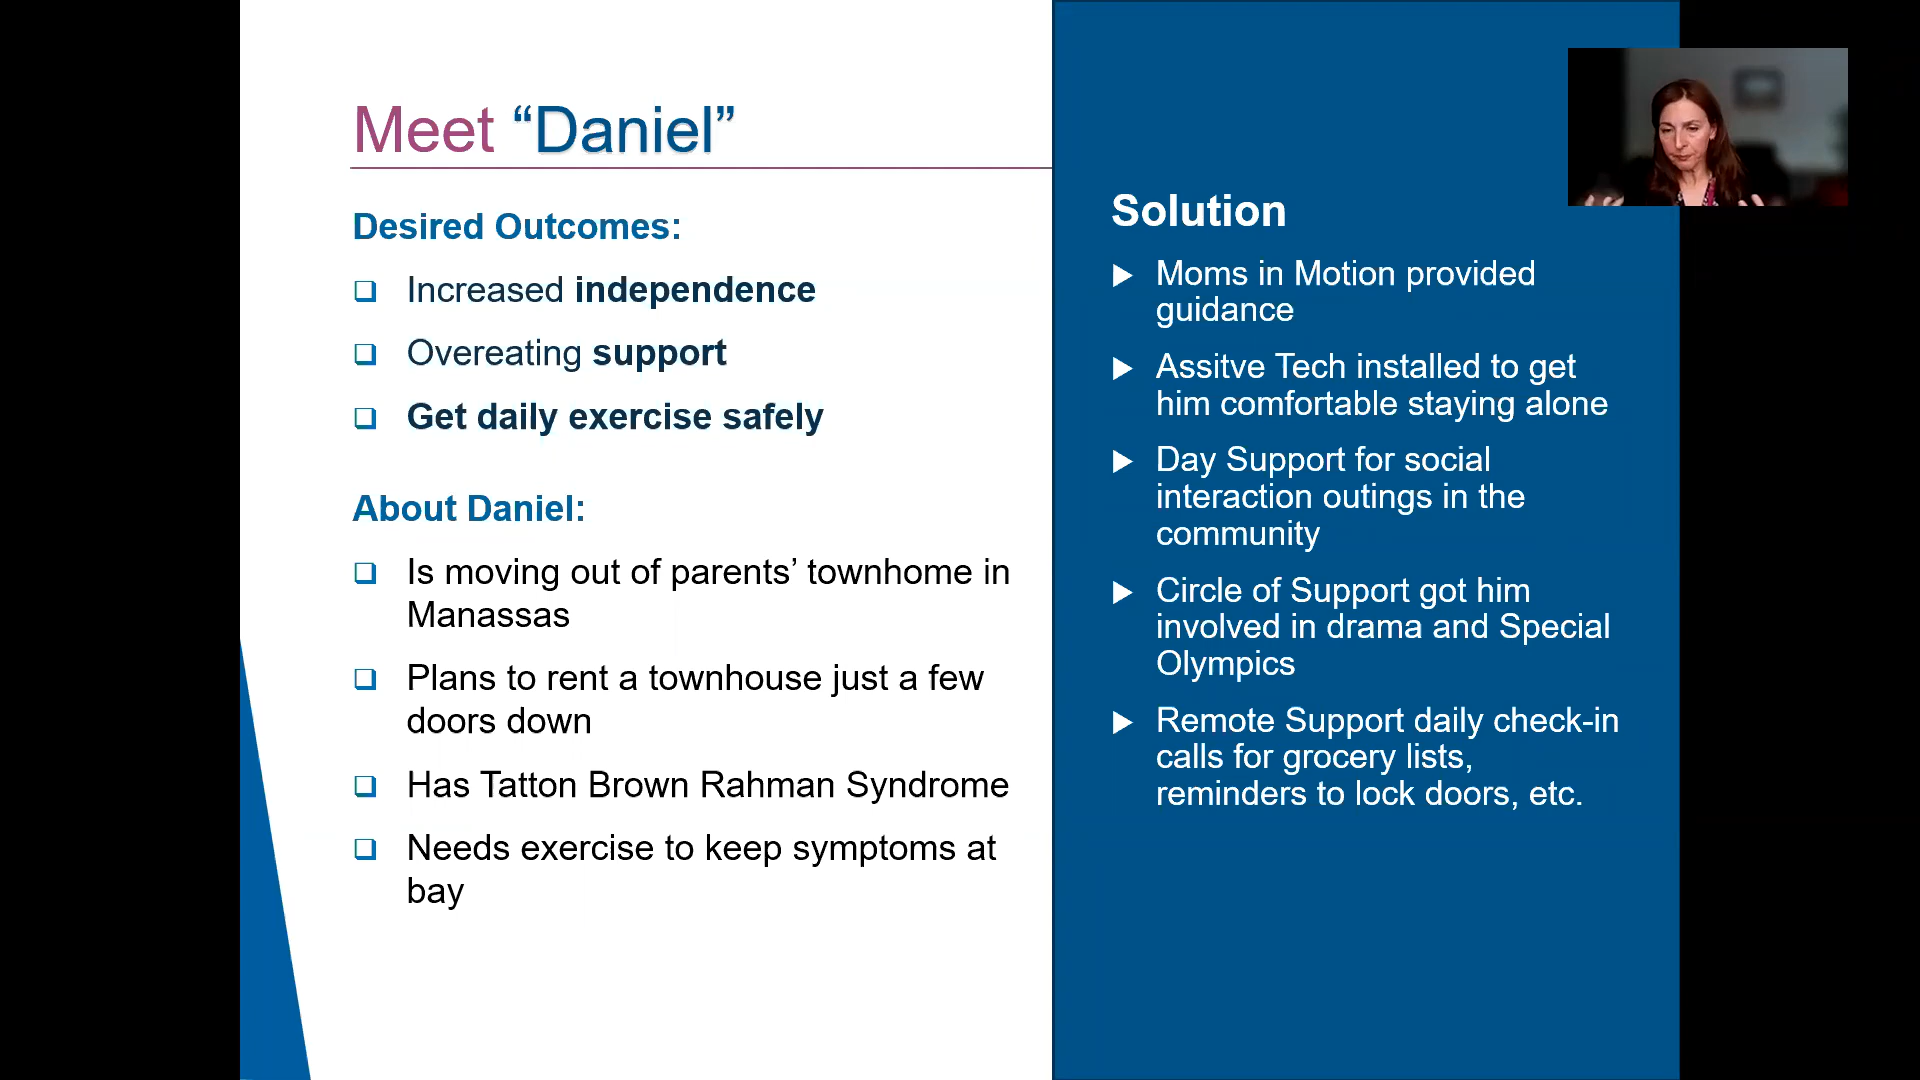 Meet “Daniel”
Desired Outcomes:
Increased independence
Overeating support
Get daily exercise safely
About Daniel:
Is moving out of parents’ townhome in
Manassas
Plans to rent a townhouse just a few
doors down
Has Tatton Brown Rahman Syndrome
Needs exercise to keep symptoms at
bay
Solution
Moms in Motion provided
guidance
Assitve Tech installed to get
him comfortable staying alone
Day Support for social
interaction outings in the
community
Circle of Support got him
involved in drama and Special
Olympics
Remote Support daily check-in
calls for grocery lists,
reminders to lock doors, etc.